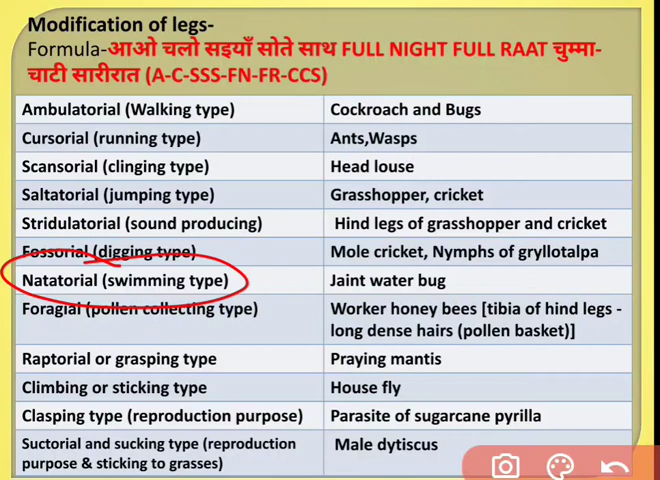 Modification of legs-
Formula-आओ चलो सइयाँ सोते साथ FULL NIGHT FULL RAAT चुम्मा-
चाटी सारीरात (A-C-SSS-FN-FR-CCS)
Ambulatorial (Walking type) Cockroach and Bugs
Cursorial (running type) Ants,Wasps
Scansorial (clinging type) Head louse
Saltatorial (jumping type) Grasshopper, cricket
Stridulatorial (sound producing) Hind legs of grasshopper and cricket
Fossorial (digging type) Mole cricket, Nymphs of gryllotalpa
Natatorial (swimming type) Jaint water bug
Foragial (pollen collecting type) Worker honey bees [tibia of hind legs -
long dense hairs (pollen basket)]
Raptorial or grasping type Praying mantis
Climbing or sticking type House fly
Clasping type (reproduction purpose) Parasite of sugarcane pyrilla
Suctorial and sucking type (reproduction Male dytiscus
purpose & sticking to grasses)